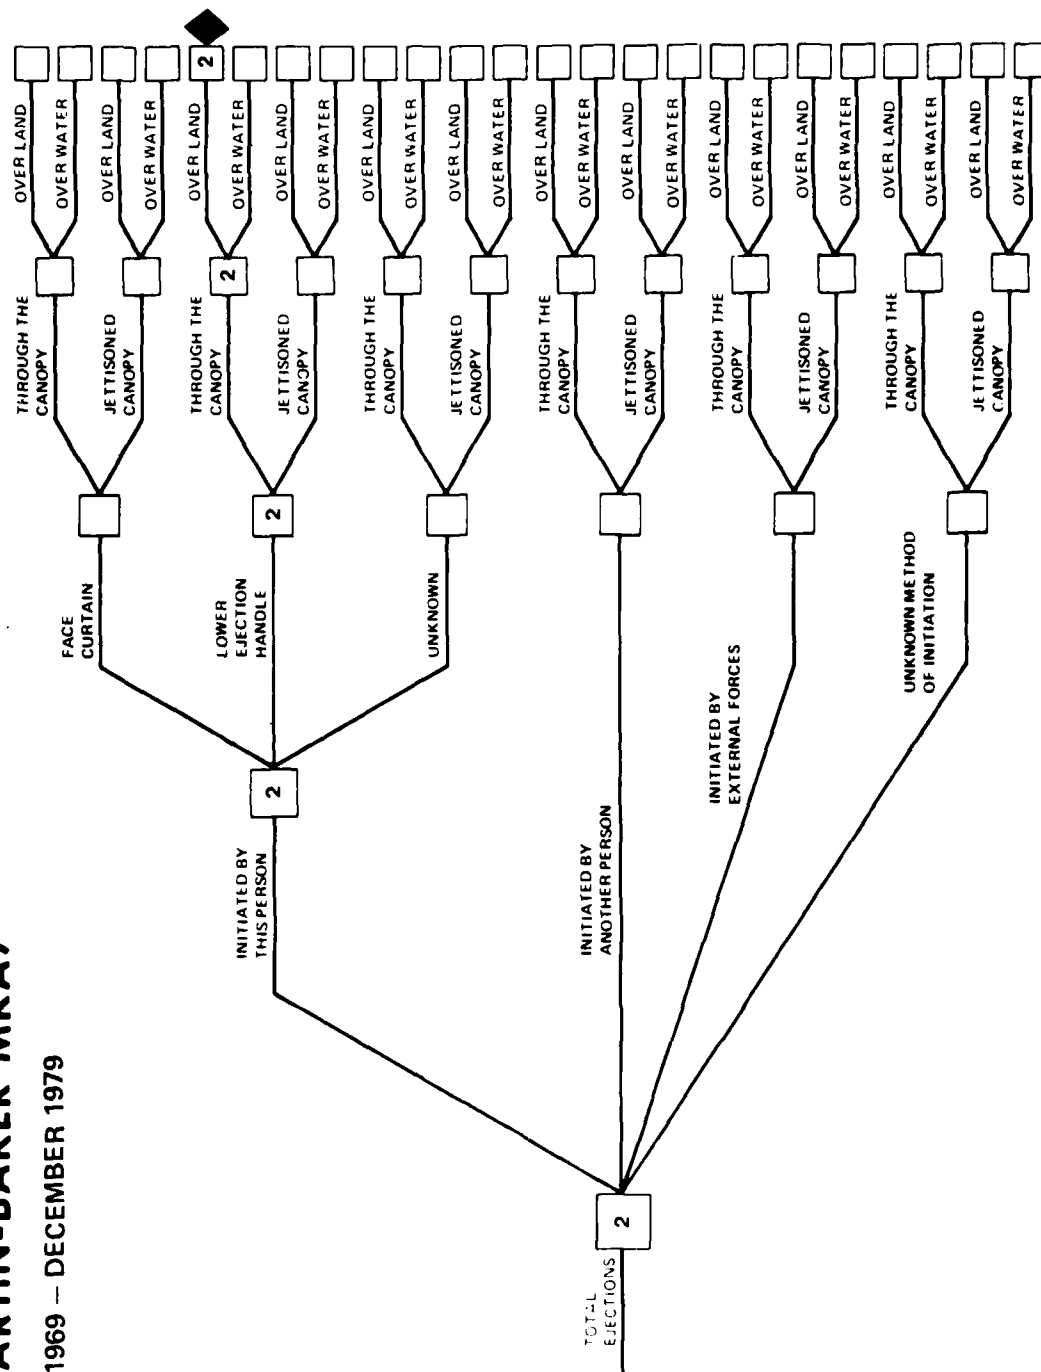 ARTIN-BAKER
1969 – DECEMBER 1979
TOTAL
EJECTIONS
2
INITIATED BY
THIS PERSON
2
INITIATED BY
ANOTHER PERSON
INITIATED BY
EXTERNAL FORCES
UNKNOWN METHOD
OF INITIATION
FACE
CURTAIN
LOWER
EJECTION
HANDLE
2
UNKNOWN
THROUGH THE
CANOPY
JETTISONED
CANOPY
THROUGH THE
CANOPY
2
JETTISONED
CANOPY
THROUGH THE
CANOPY
JETTISONED
CANOPY
THROUGH THE
CANOPY
JETTISONED
CANOPY
THROUGH THE
CANOPY
JETTISONED
CANOPY
THROUGH THE
CANOPY
JETTISONED
CANOPY
OVER LAND
OVER WATER
OVER LAND
OVER WATER
OVER LAND
2
OVER WATER
OVER LAND
OVER WATER
OVER LAND
OVER WATER
OVER LAND
OVER WATER
OVER LAND
OVER WATER
OVER LAND
OVER WATER
OVER LAND
OVER WATER
OVER LAND
OVER WATER
OVER LAND
OVER WATER
OVER LAND
OVER WATER